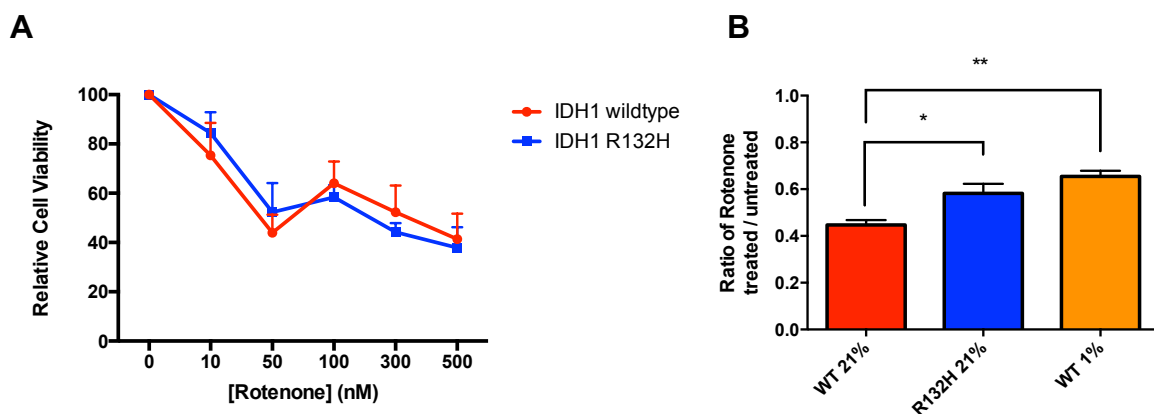 A
Relative Cell Viability
100
80
60
40
20
0
0 10 50 100 300 500
[Rotenone] (nM)
IDH1 wildtype
IDH1 R132H
B
Ratio of Rotenone
treated / untreated
1.0
0.8
0.6
0.4
0.2
0.0
**
*
WT 21%
R132H 21%
WT 1%